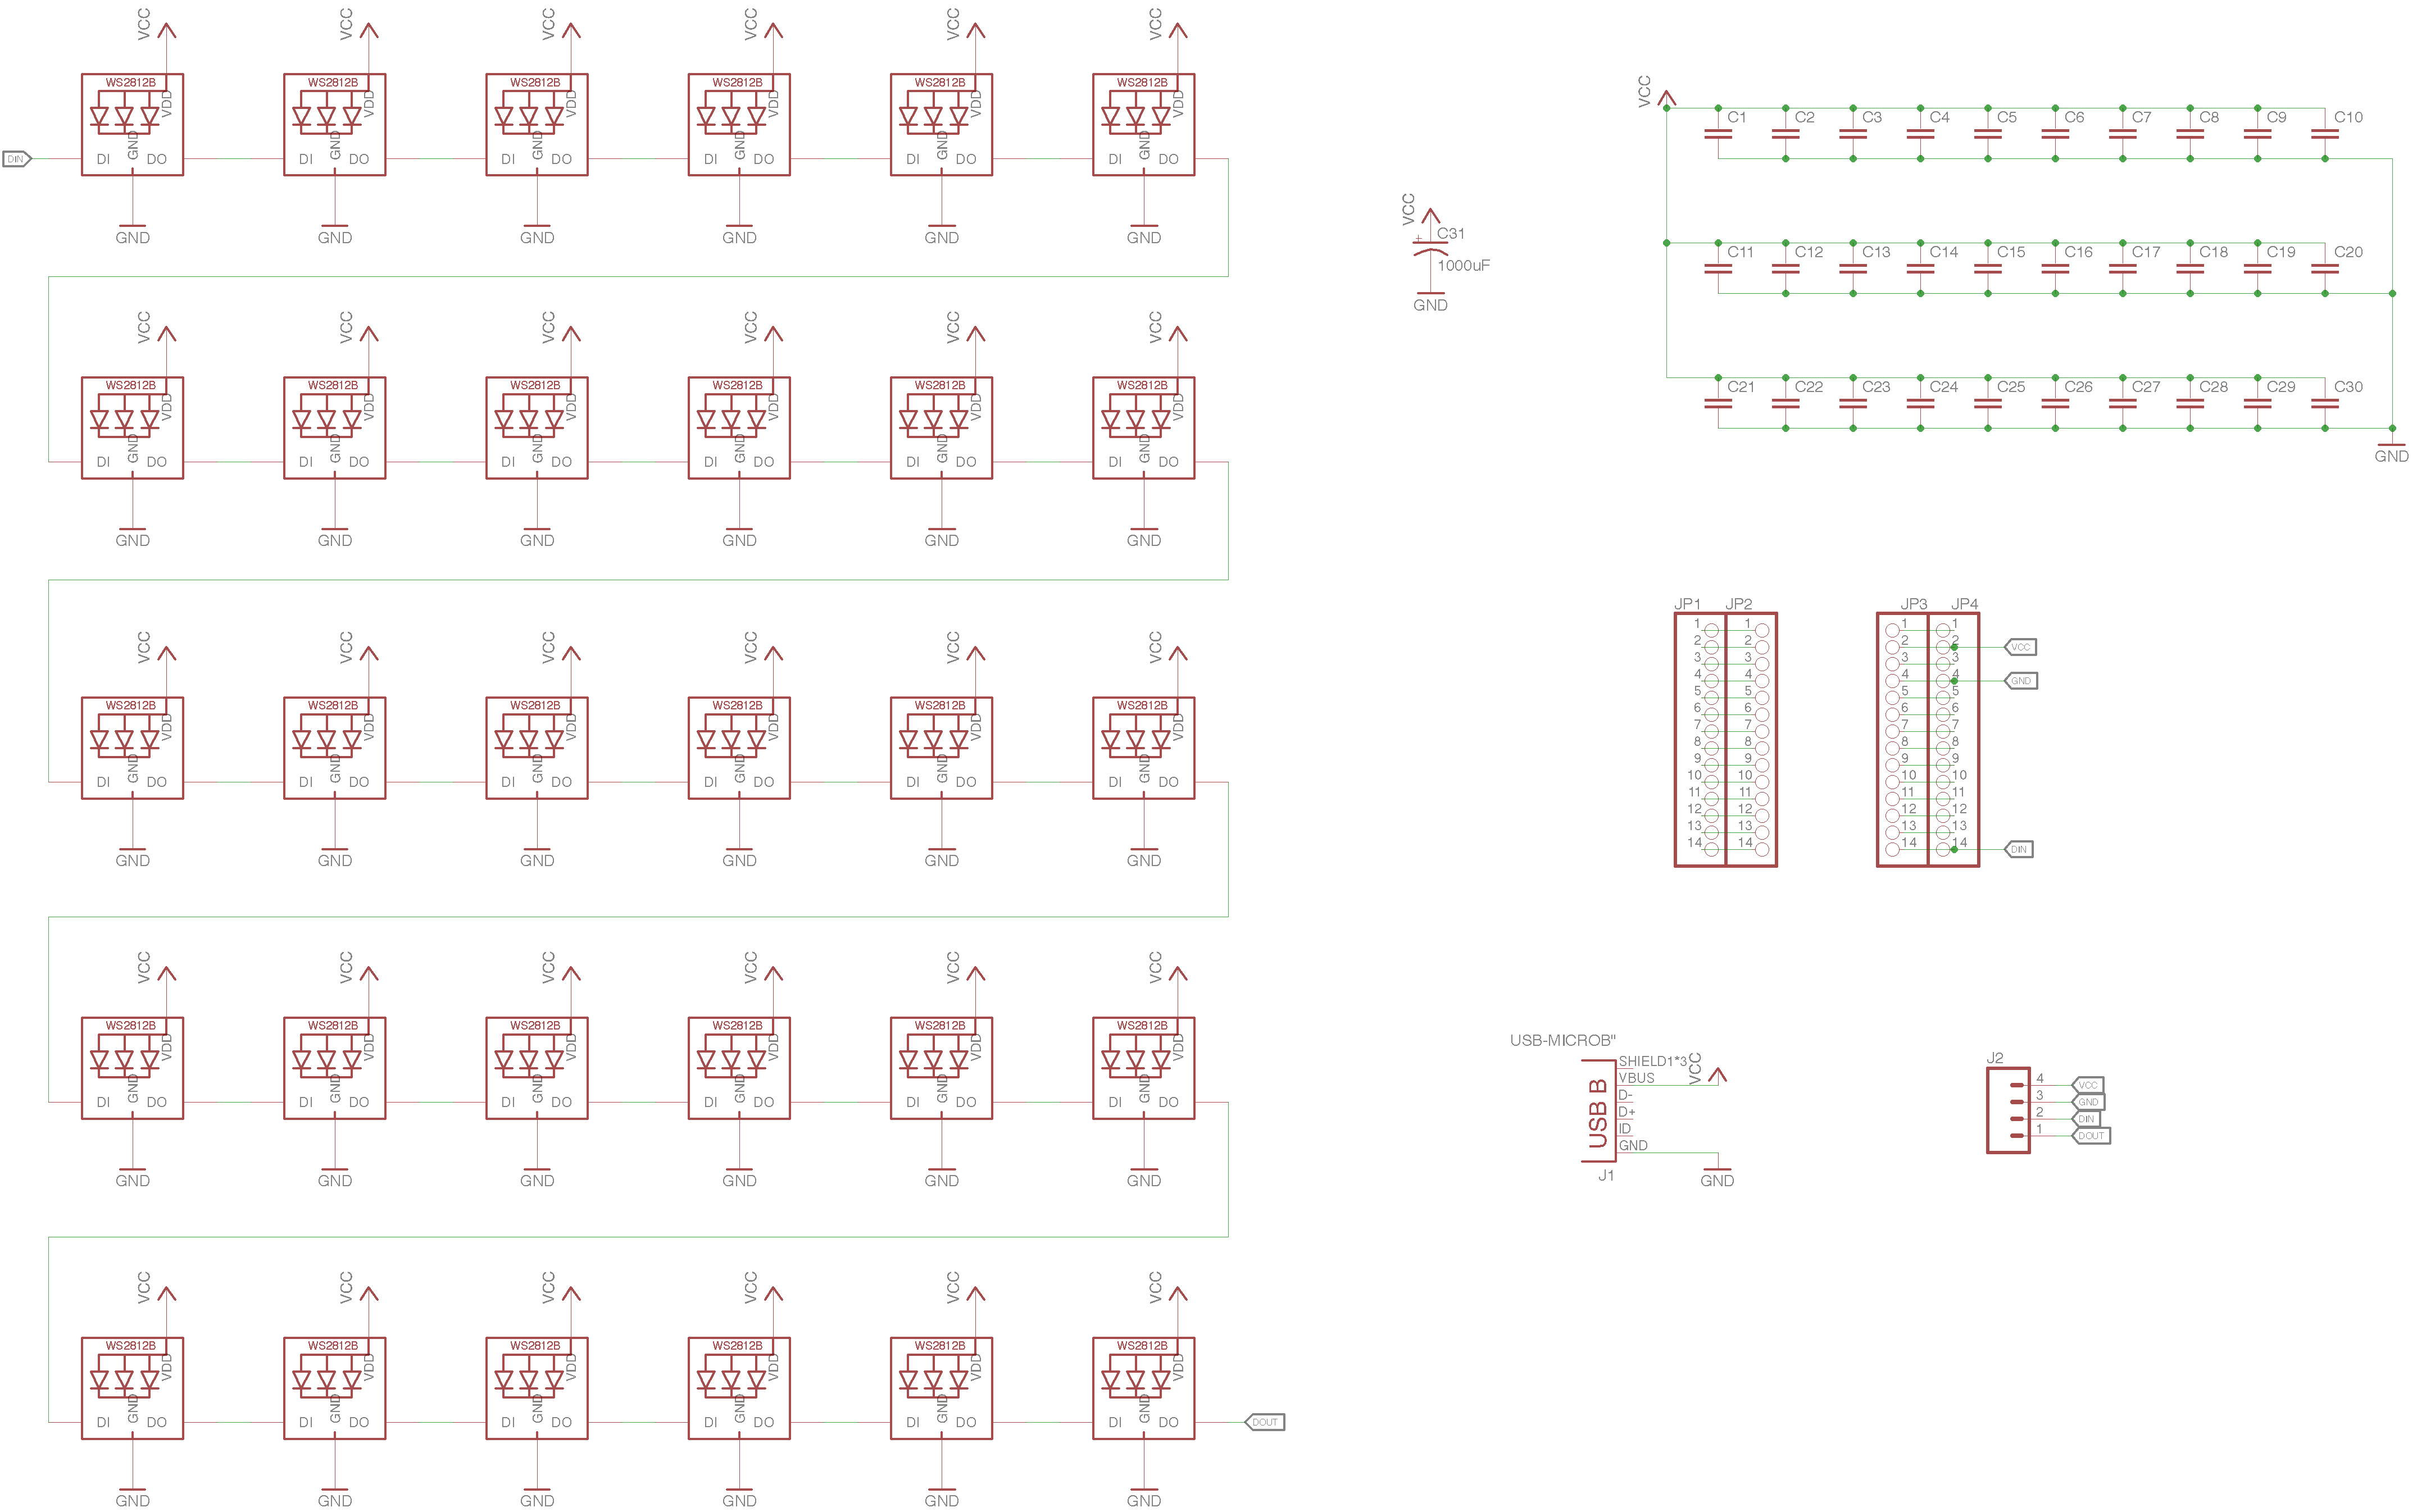 VCC VCC VCC VCC VCC VCC
WS2812B WS2812B WS2812B WS2812B WS2812B WS2812B
VDD VDD VDD VDD VDD VDD
GND GND GND GND GND GND
DIN DI DO DI DO DI DO DI DO DI DO DI DO
GND GND GND GND GND GND
VCC VCC VCC VCC VCC VCC
WS2812B WS2812B WS2812B WS2812B WS2812B WS2812B
VDD VDD VDD VDD VDD VDD
GND GND GND GND GND GND
DI DO DI DO DI DO DI DO DI DO DI DO
GND GND GND GND GND GND
VCC VCC VCC VCC VCC VCC
WS2812B WS2812B WS2812B WS2812B WS2812B WS2812B
VDD VDD VDD VDD VDD VDD
GND GND GND GND GND GND
DI DO DI DO DI DO DI DO DI DO DI DO
GND GND GND GND GND GND
VCC VCC VCC VCC VCC VCC
WS2812B WS2812B WS2812B WS2812B WS2812B WS2812B
VDD VDD VDD VDD VDD VDD
GND GND GND GND GND GND
DI DO DI DO DI DO DI DO DI DO DI DO
GND GND GND GND GND GND
VCC VCC VCC VCC VCC VCC
WS2812B WS2812B WS2812B WS2812B WS2812B WS2812B
VDD VDD VDD VDD VDD VDD
GND GND GND GND GND GND
DI DO DI DO DI DO DI DO DI DO DI DO DOUT
GND GND GND GND GND GND
VCC
+ C31
1000uF
GND
VCC
C1 C2 C3 C4 C5 C6 C7 C8 C9 C10
C11 C12 C13 C14 C15 C16 C17 C18 C19 C20
C21 C22 C23 C24 C25 C26 C27 C28 C29 C30
GND
JP1 JP2 JP3 JP4
1 1 1 1
2 2 2 2 VCC
3 3 3 3
4 4 4 4 GND
5 5 5 5
6 6 6 6
7 7 7 7
8 8 8 8
9 9 9 9
10 10 10 10
11 11 11 11
12 12 12 12
13 13 13 13
14 14 14 14 DIN
USB-MICROB"
USB B
SHIELD1*3
VCC
VBUS
D-
D+
ID
GND
J1
GND
J2
4 VCC
3 GND
2 DIN
1 DOUT